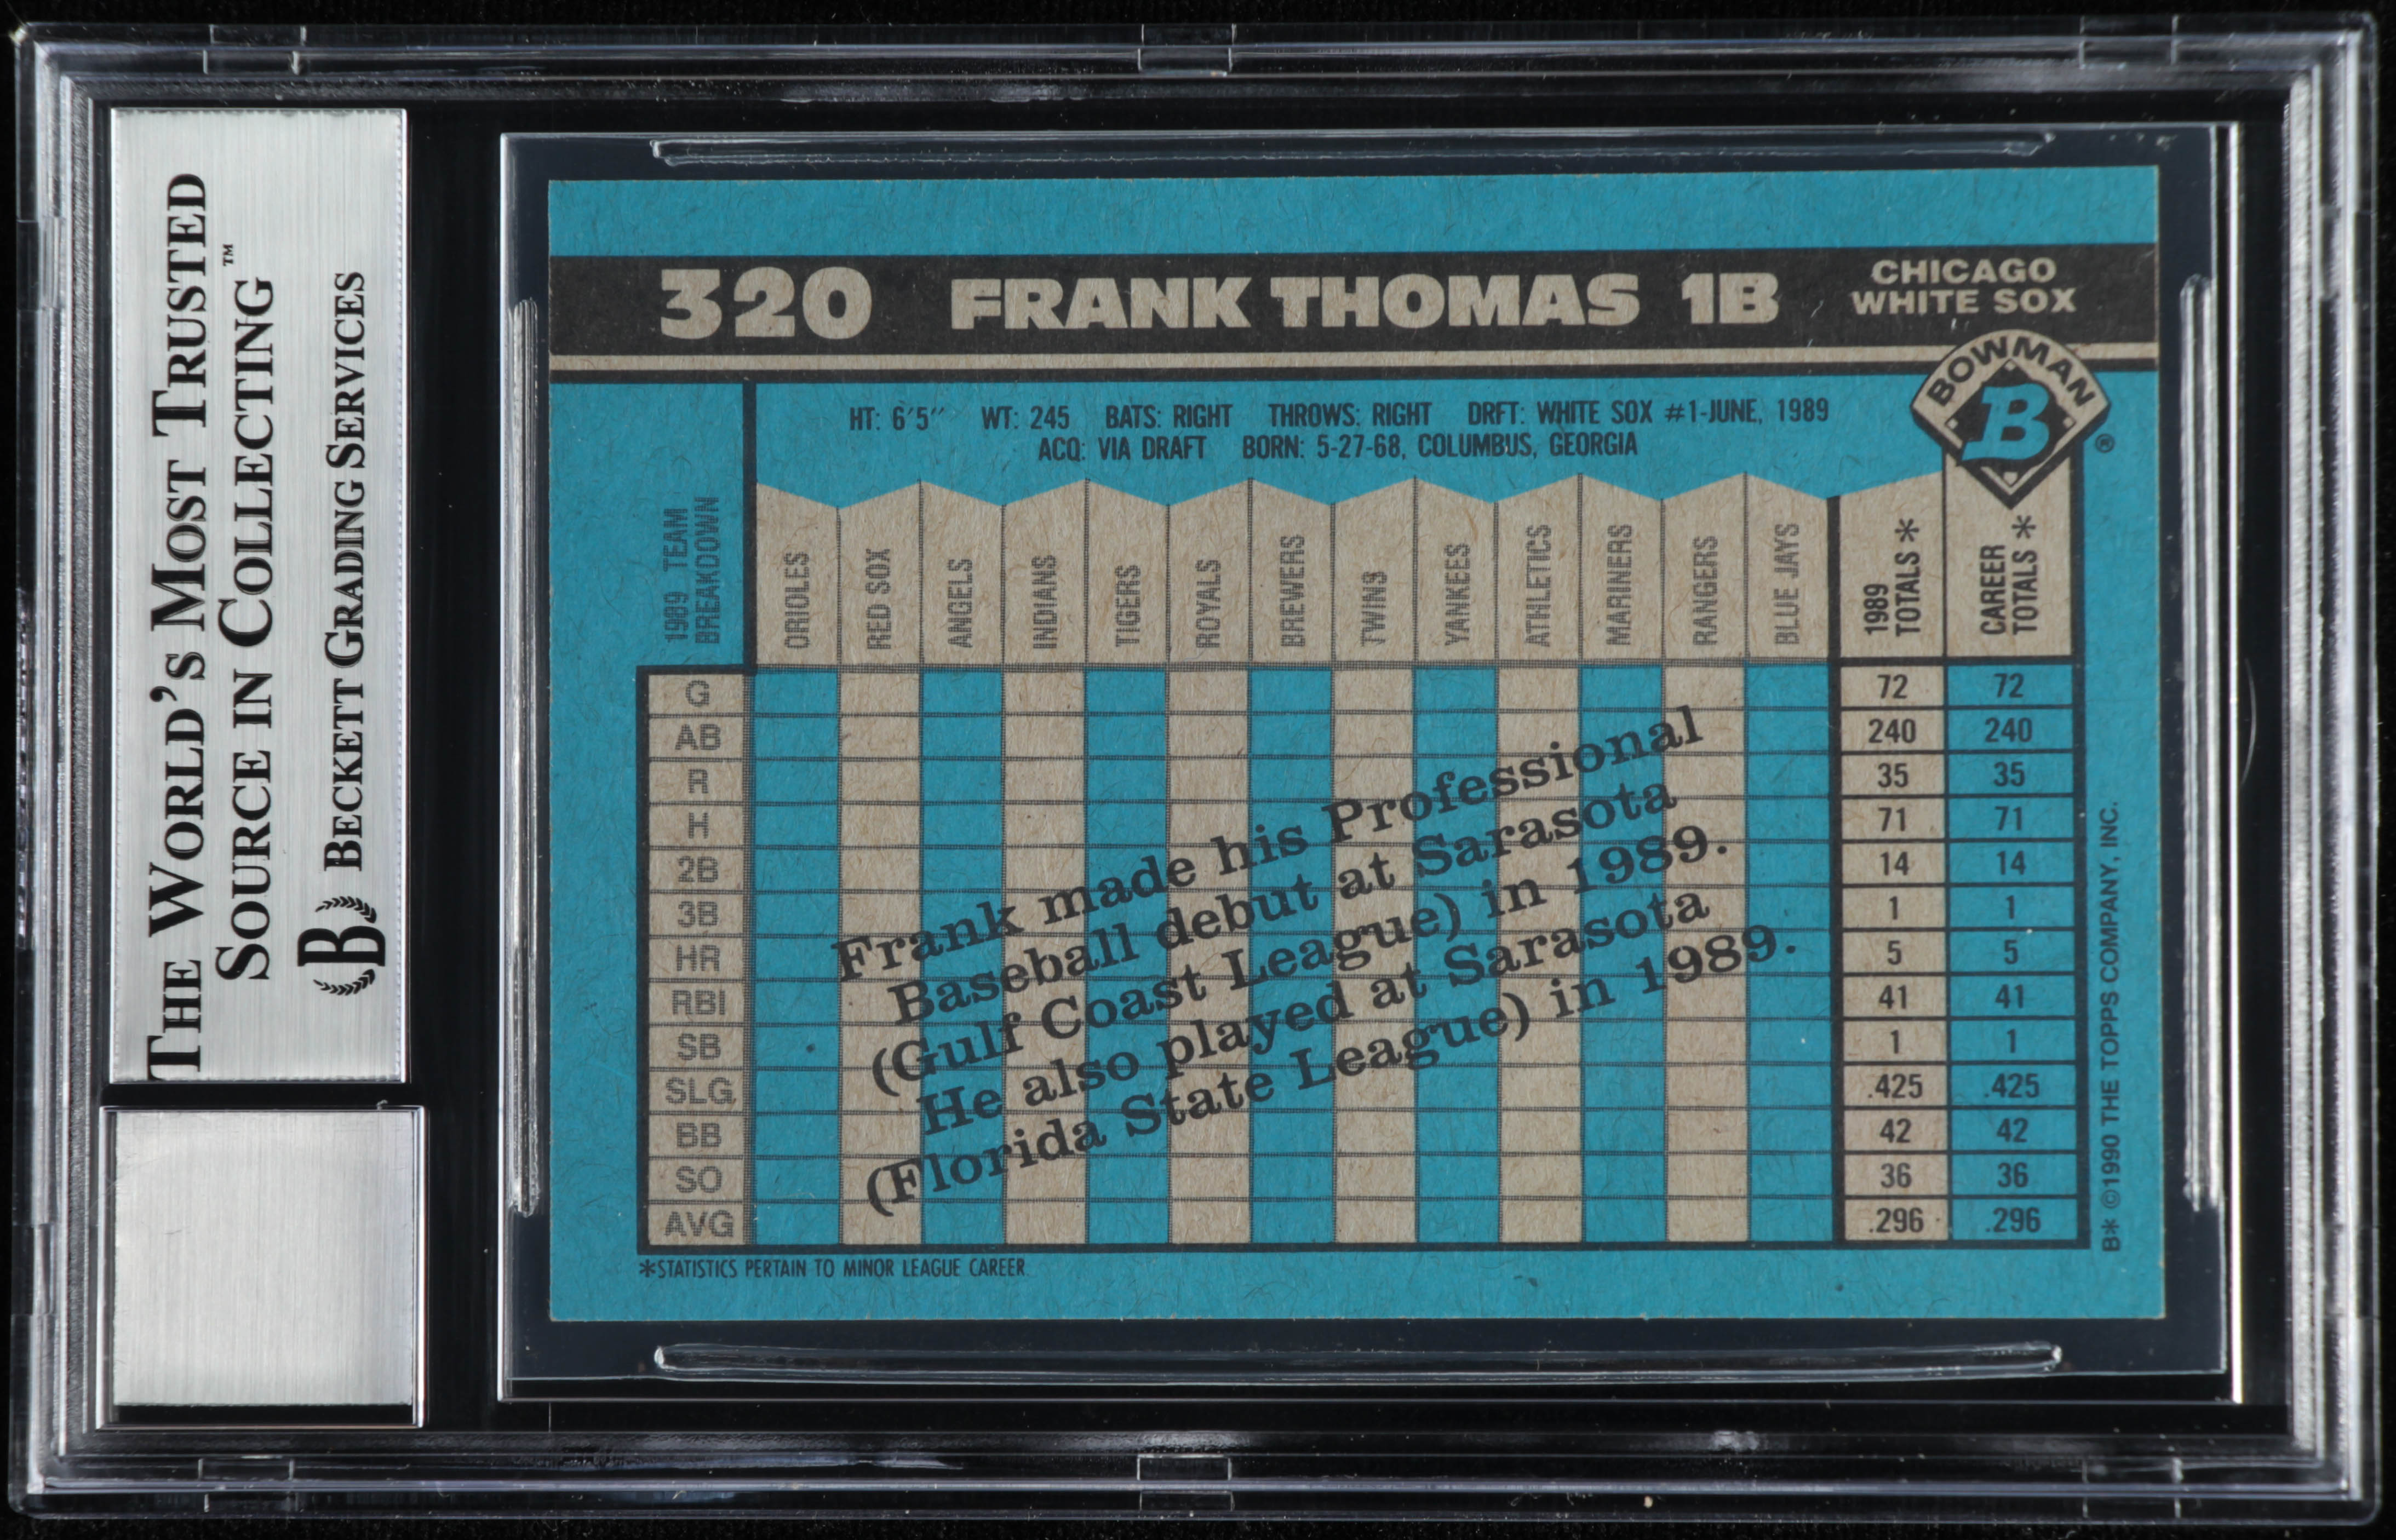 THE WORLD'S MOST TRUSTED
SOURCE IN COLLECTING™
B BECKETT GRADING SERVICES
320 FRANK THOMAS 1B
CHICAGO
WHITE SOX
BOWMAN
B
®
HT: 6'5" WT: 245 BATS: RIGHT THROWS: RIGHT DRFT: WHITE SOX #1-JUNE, 1989
ACQ: VIA DRAFT BORN: 5-27-68, COLUMBUS, GEORGIA
1989 TEAM
BREAKDOWN
ORIOLES
RED SOX
ANGELS
INDIANS
TIGERS
ROYALS
BREWERS
TWINS
YANKEES
ATHLETICS
MARINERS
RANGERS
BLUE JAYS
1989
TOTALS *
CAREER
TOTALS *
G 72 72
AB 240 240
R 35 35
H 71 71
2B 14 14
3B 1 1
HR 5 5
RBI 41 41
SB 1 1
SLG .425 .425
BB 42 42
SO 36 36
AVG .296 .296
Frank made his Professional
Baseball debut at Sarasota
(Gulf Coast League) in 1989.
He also played at Sarasota
(Florida State League) in 1989.
*STATISTICS PERTAIN TO MINOR LEAGUE CAREER
B* ©1990 THE TOPPS COMPANY, INC.